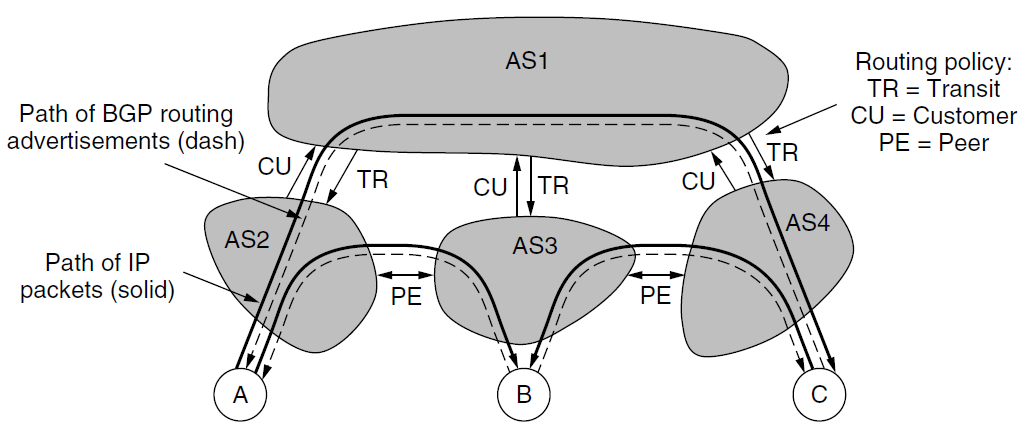 AS1
Routing policy:
TR = Transit
CU = Customer
PE = Peer
Path of BGP routing
advertisements (dash)
CU
TR
CU
TR
CU
TR
AS2
AS3
AS4
Path of IP
packets (solid)
PE
PE
A
B
C